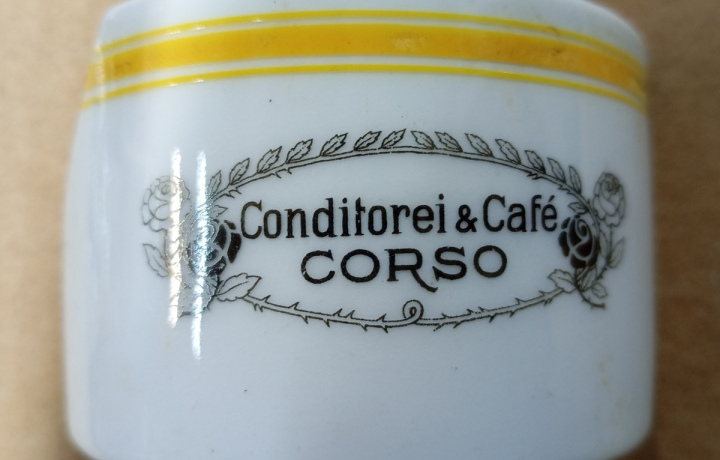 Conditorei & Café
CORSO